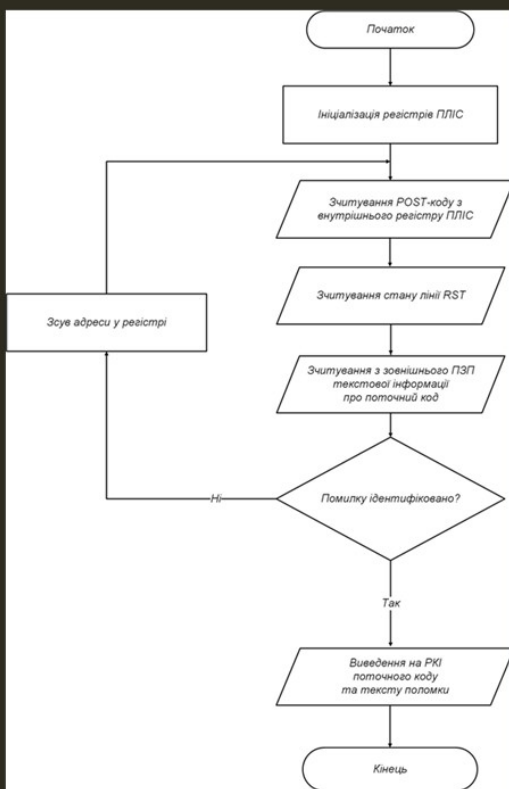 Початок
Ініціалізація регістрів ПЛІС
Зчитування POST-коду з
внутрішнього регістру ПЛІС
Зчитування стану лінії RST
Зсув адреси у регістрі
Зчитування з зовнішнього ПЗП
текстової інформації
про поточний код
Помилку ідентифіковано?
Ні
Так
Виведення на РКІ
поточного коду
та тексту поломки
Кінець